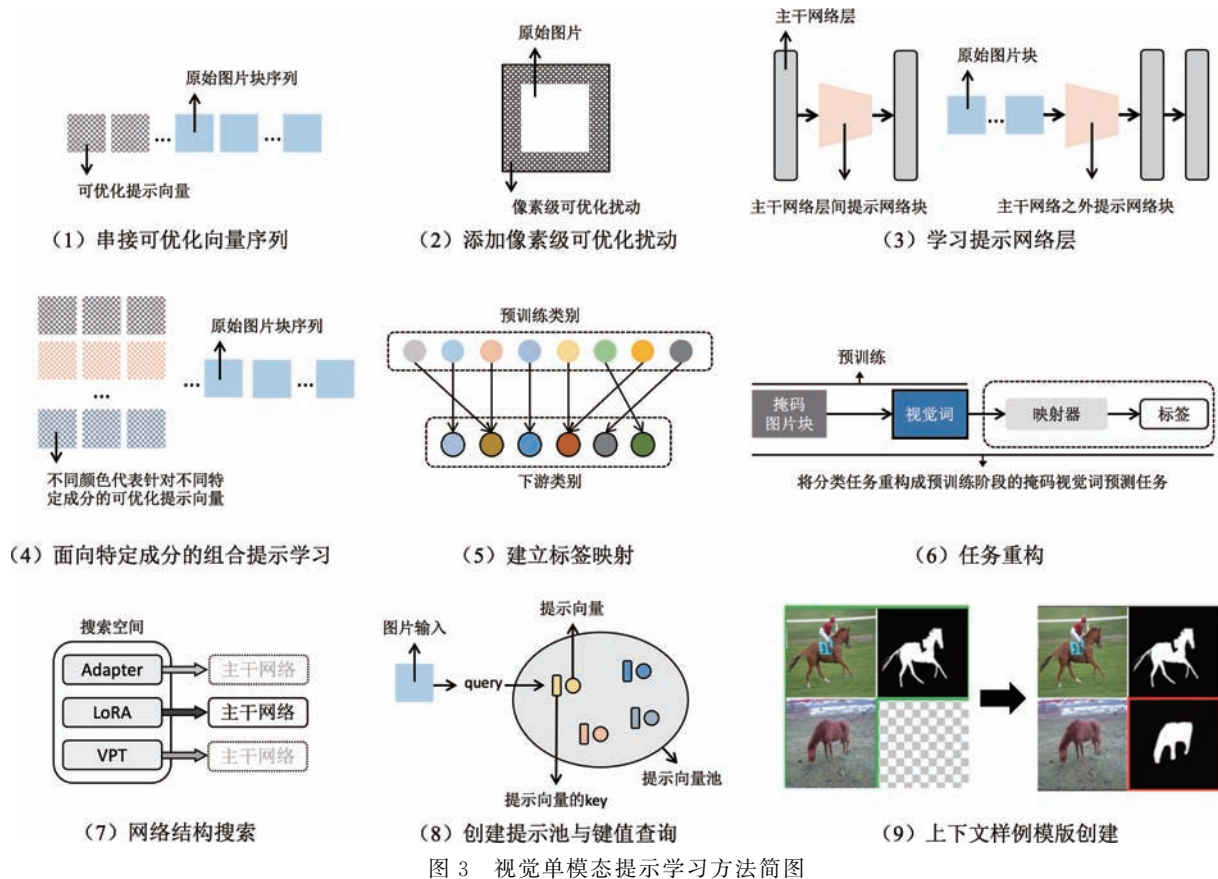 原始图片块序列
...
...
可优化提示向量
（1）串接可优化向量序列
原始图片
像素级可优化扰动
（2）添加像素级可优化扰动
主干网络层
原始图片块
...
主干网络层间提示网络块
主干网络之外提示网络块
（3）学习提示网络层
原始图片块序列
...
...
...
不同颜色代表针对不同特
定成分的可优化提示向量
（4）面向特定成分的组合提示学习
预训练类别
下游类别
（5）建立标签映射
预训练
掩码
图片块
视觉词
映射器
标签
将分类任务重构成预训练阶段的掩码视觉词预测任务
（6）任务重构
搜索空间
Adapter
主干网络
LoRA
主干网络
VPT
主干网络
（7）网络结构搜索
提示向量
图片输入
query
提示向量池
提示向量的key
（8）创建提示池与键值查询
（9）上下文样例模版创建
图 3 视觉单模态提示学习方法简图